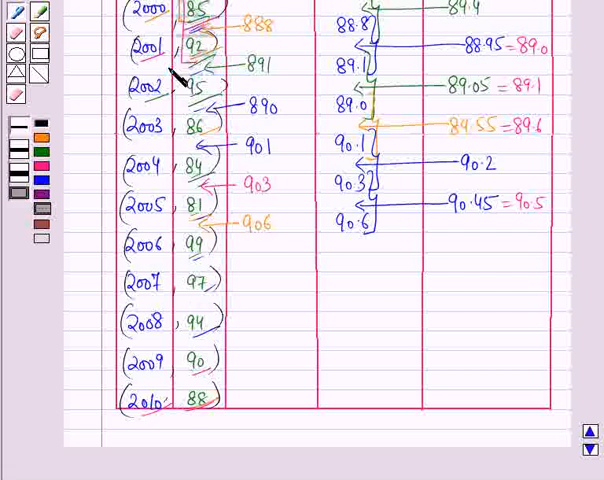 (2000, 85) 89.4
888 88.8
(2001, 92) 88.95=89.0
891 89.1
(2002, 95) 89.05=89.1
890 89.0
(2003, 86) 89.55=89.6
901 90.1
(2004, 84) 90.2
903 90.3
(2005, 81) 90.45=90.5
906 90.6
(2006, 99)
(2007, 97)
(2008, 94)
(2009, 90)
(2010, 88)